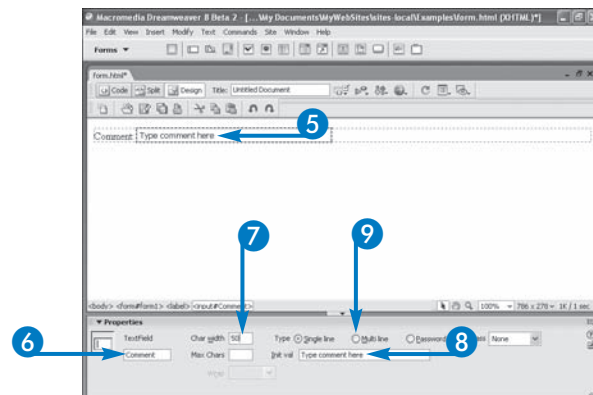 Macromedia Dreamweaver 8 Beta 2 - [...My Documents\MyWebSites\sites-local\Examples\form.html (XHTML)*]
File Edit View Insert Modify Text Commands Site Window Help
Forms
form.html*
Code Split Design Title: Untitled Document
5
Comment Type comment here
7 9
<body> <form#form1> <label> <input#Comment> 100% 786 x 278 1K / 1 sec
Properties
TextField Char width 50 Type Single line Multi line Password None
6 Comment Max Chars Init val Type comment here 8
Wrap